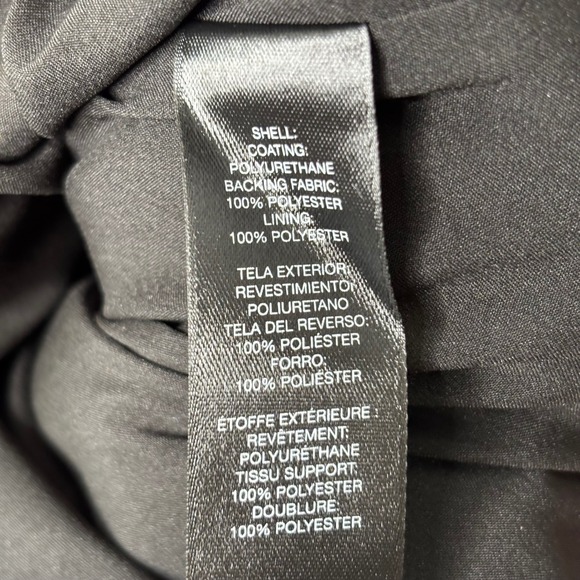 SHELL:
COATING:
POLYURETHANE
BACKING FABRIC:
100% POLYESTER
LINING:
100% POLYESTER
TELA EXTERIOR:
REVESTIMIENTO:
POLIURETANO
TELA DEL REVERSO:
100% POLIÉSTER
FORRO:
100% POLIÉSTER
ÉTOFFE EXTÉRIEURE :
REVÊTEMENT:
POLYURÉTHANE
TISSU SUPPORT:
100% POLYESTER
DOUBLURE:
100% POLYESTER